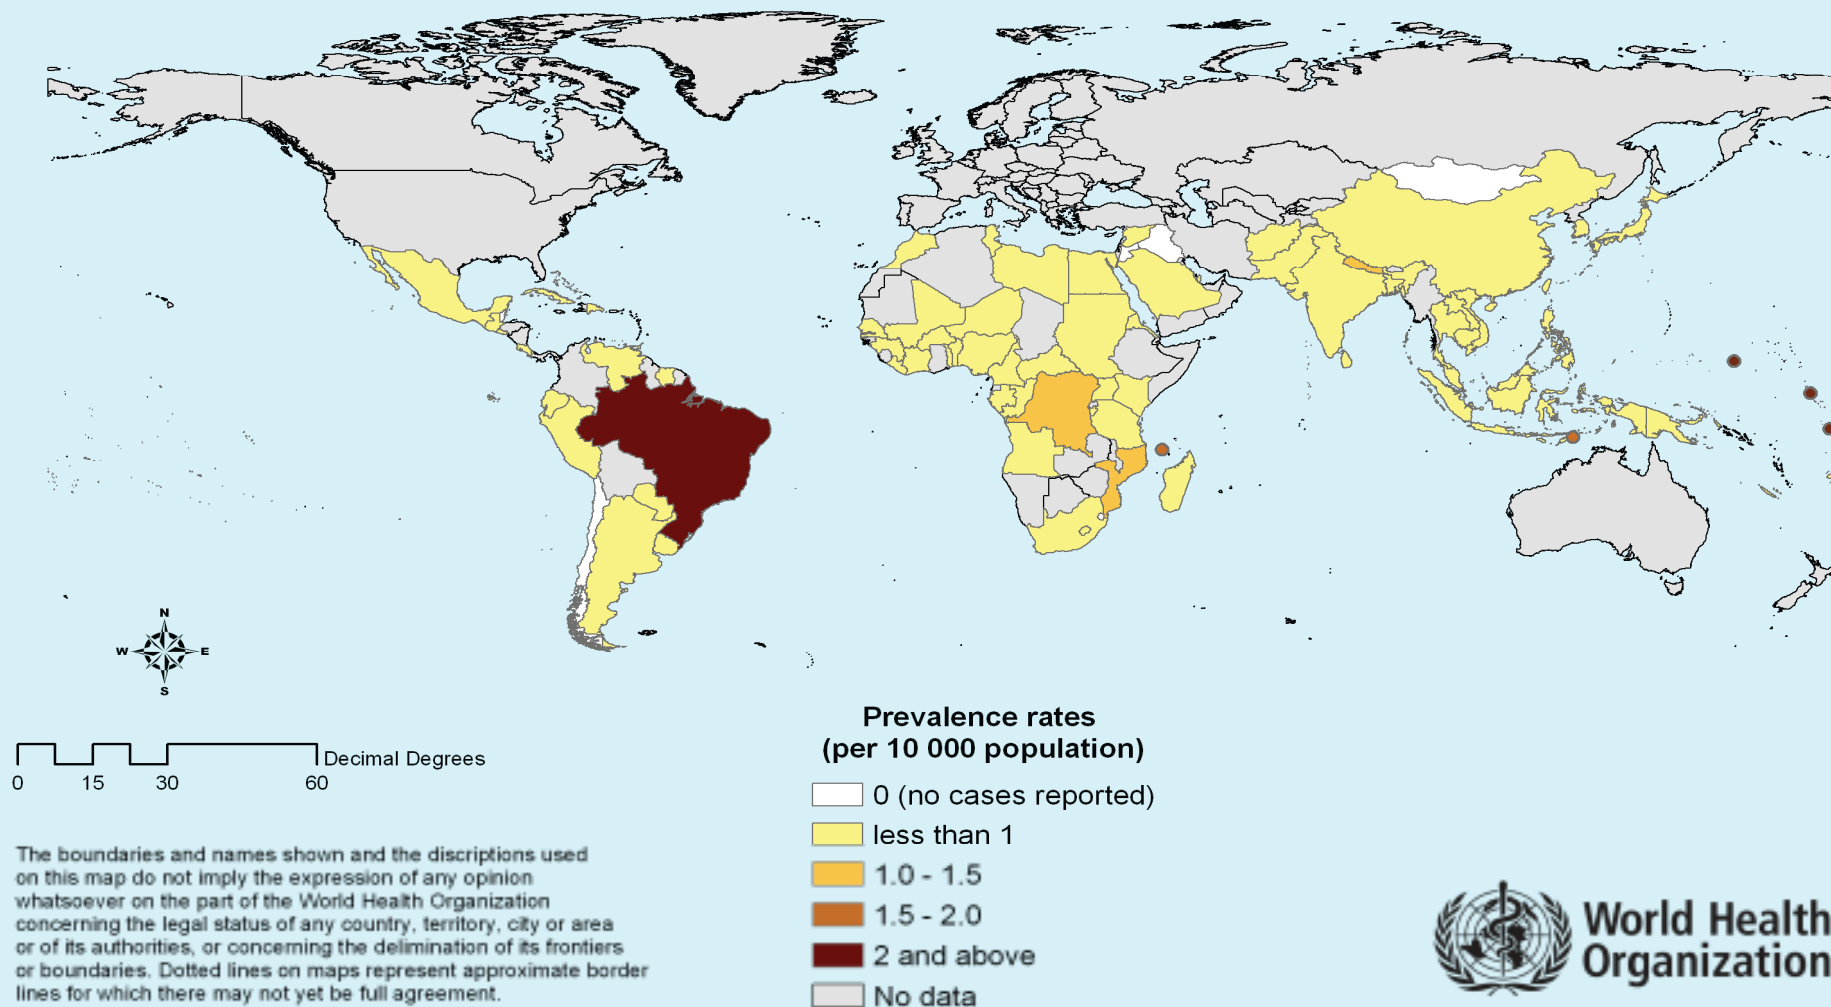 N
W
E
S
Decimal Degrees
0 15 30 60
The boundaries and names shown and the discriptions used
on this map do not imply the expression of any opinion
whatsoever on the part of the World Health Organization
concerning the legal status of any country, territory, city or area
or of its authorities, or concerning the delimination of its frontiers
or boundaries. Dotted lines on maps represent approximate border
lines for which there may not yet be full agreement.
Prevalence rates
(per 10 000 population)
0 (no cases reported)
less than 1
1.0 - 1.5
1.5 - 2.0
2 and above
No data
World Health
Organization